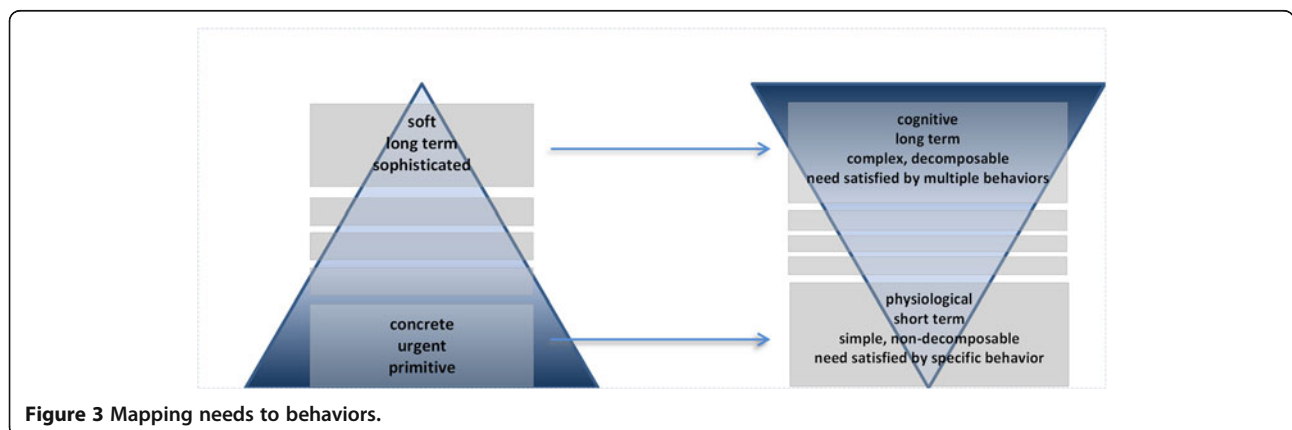 soft
long term
sophisticated
concrete
urgent
primitive
cognitive
long term
complex, decomposable
need satisfied by multiple behaviors
physiological
short term
simple, non-decomposable
need satisfied by specific behavior
Figure 3 Mapping needs to behaviors.